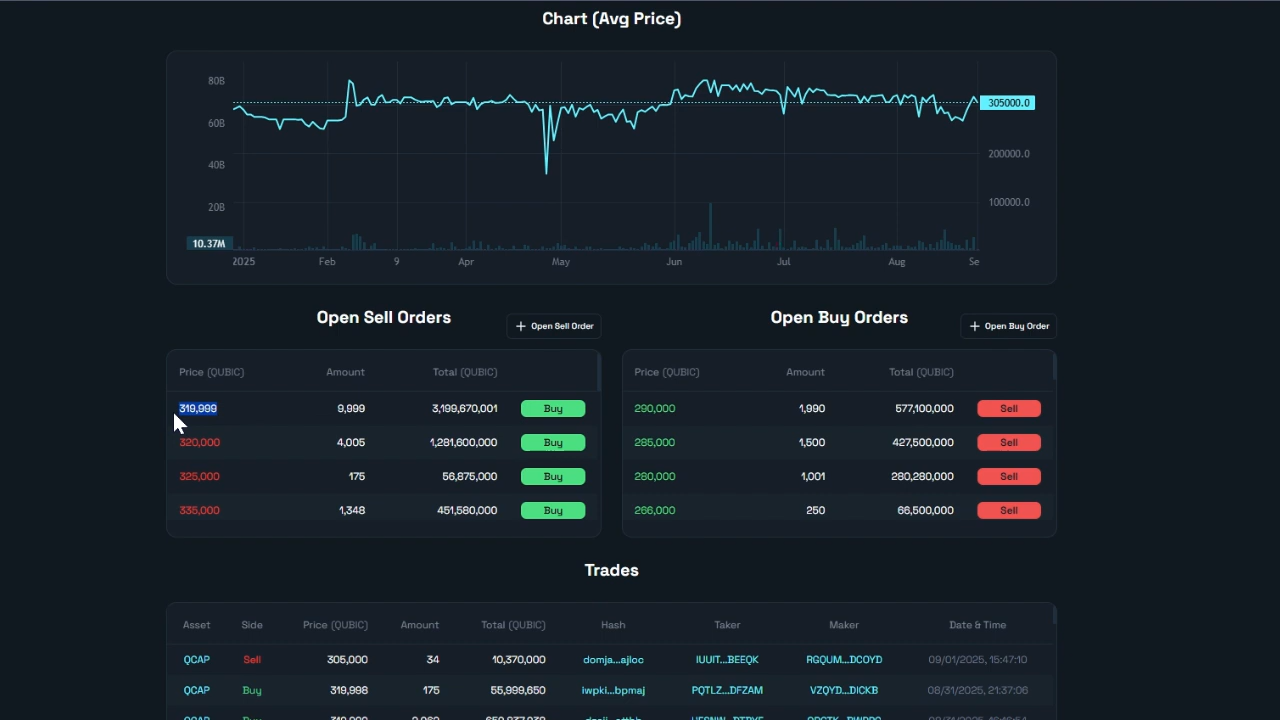 Chart (Avg Price)
80B
60B
40B
20B
10.37M
305000.0
200000.0
100000.0
2025 Feb 9 Apr May Jun Jul Aug Se
Open Sell Orders
+ Open Sell Order
Price (QUBIC) Amount Total (QUBIC)
319,999 9,999 3,199,670,001 Buy
320,000 4,005 1,281,600,000 Buy
325,000 175 56,875,000 Buy
335,000 1,348 451,580,000 Buy
Open Buy Orders
+ Open Buy Order
Price (QUBIC) Amount Total (QUBIC)
290,000 1,990 577,100,000 Sell
285,000 1,500 427,500,000 Sell
280,000 1,001 280,280,000 Sell
266,000 250 66,500,000 Sell
Trades
Asset Side Price (QUBIC) Amount Total (QUBIC) Hash Taker Maker Date & Time
QCAP Sell 305,000 34 10,370,000 domja...ajloc IUUIT...BEEQK RGQUM...DCOYD 09/01/2025, 15:47:10
QCAP Buy 319,998 175 55,999,650 iwpki...bpmaj PQTLZ...DFZAM VZQYD...DICKB 08/31/2025, 21:37:06